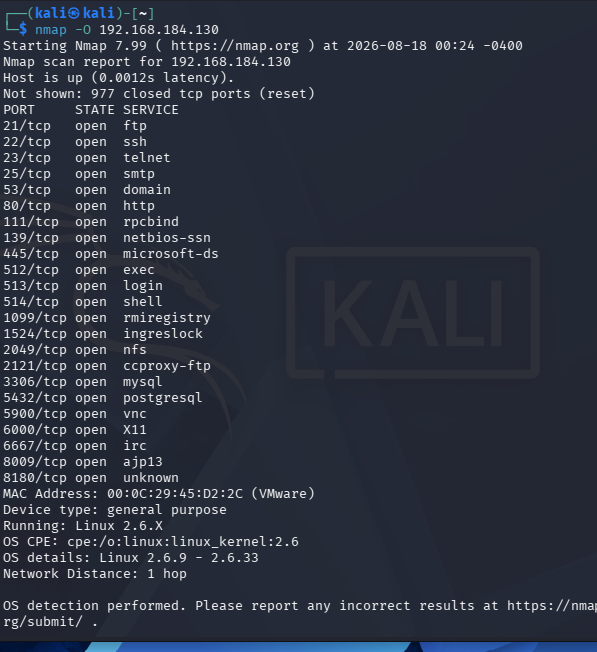 ┌──(kali㉿kali)-[~]
└─$ nmap -O 192.168.184.130
Starting Nmap 7.99 ( https://nmap.org ) at 2026-08-18 00:24 -0400
Nmap scan report for 192.168.184.130
Host is up (0.0012s latency).
Not shown: 977 closed tcp ports (reset)
PORT     STATE SERVICE
21/tcp   open  ftp
22/tcp   open  ssh
23/tcp   open  telnet
25/tcp   open  smtp
53/tcp   open  domain
80/tcp   open  http
111/tcp  open  rpcbind
139/tcp  open  netbios-ssn
445/tcp  open  microsoft-ds
512/tcp  open  exec
513/tcp  open  login
514/tcp  open  shell
1099/tcp open  rmiregistry
1524/tcp open  ingreslock
2049/tcp open  nfs
2121/tcp open  ccproxy-ftp
3306/tcp open  mysql
5432/tcp open  postgresql
5900/tcp open  vnc
6000/tcp open  X11
6667/tcp open  irc
8009/tcp open  ajp13
8180/tcp open  unknown
MAC Address: 00:0C:29:45:D2:2C (VMware)
Device type: general purpose
Running: Linux 2.6.X
OS CPE: cpe:/o:linux:linux_kernel:2.6
OS details: Linux 2.6.9 - 2.6.33
Network Distance: 1 hop
OS detection performed. Please report any incorrect results at https://nma
rg/submit/ .
KALI